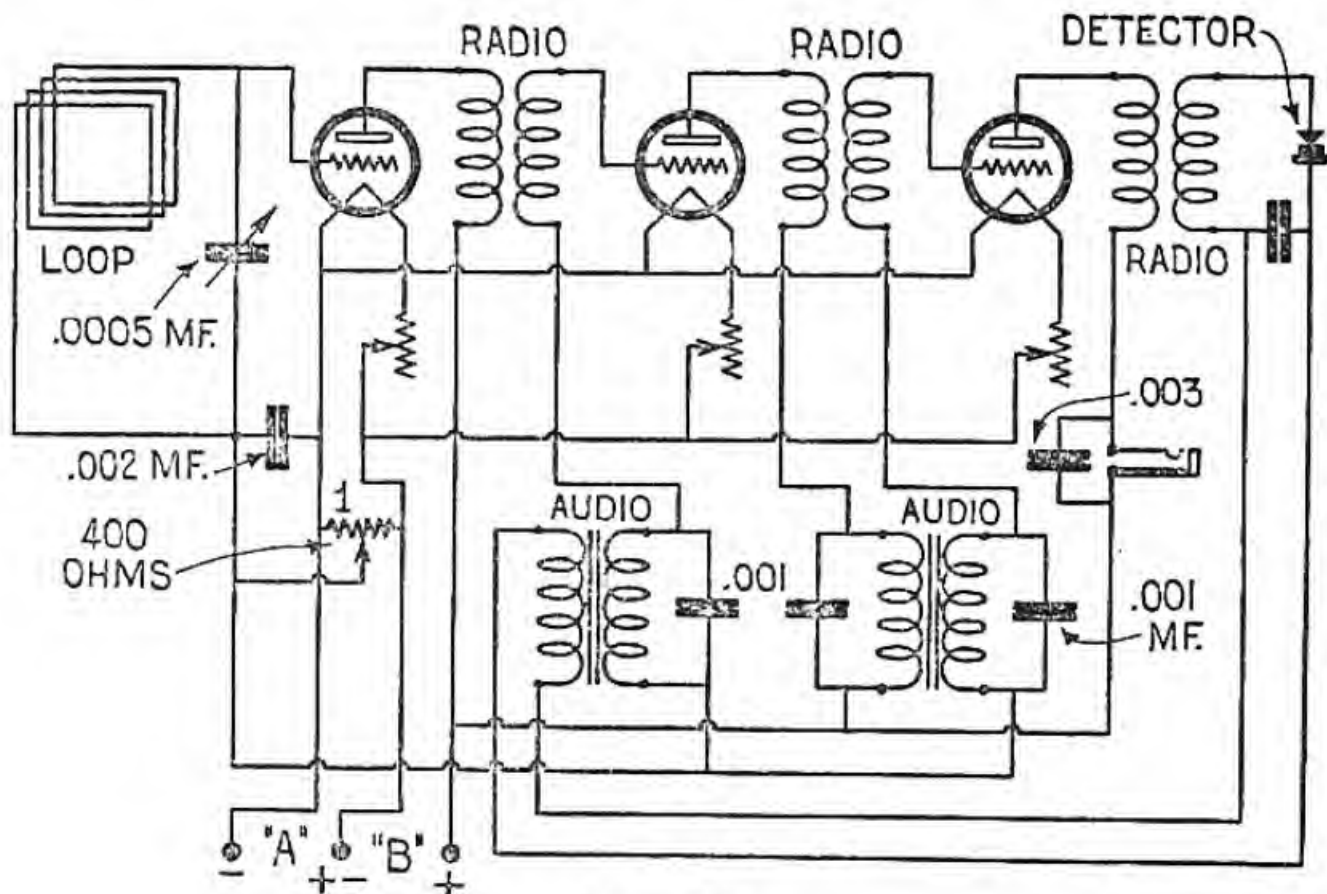 RADIO
RADIO
DETECTOR
LOOP
RADIO
.0005 MF.
.003
.002 MF.
1
AUDIO
AUDIO
400
OHMS
.001
.001
MF.
"A" "B"
- + - +